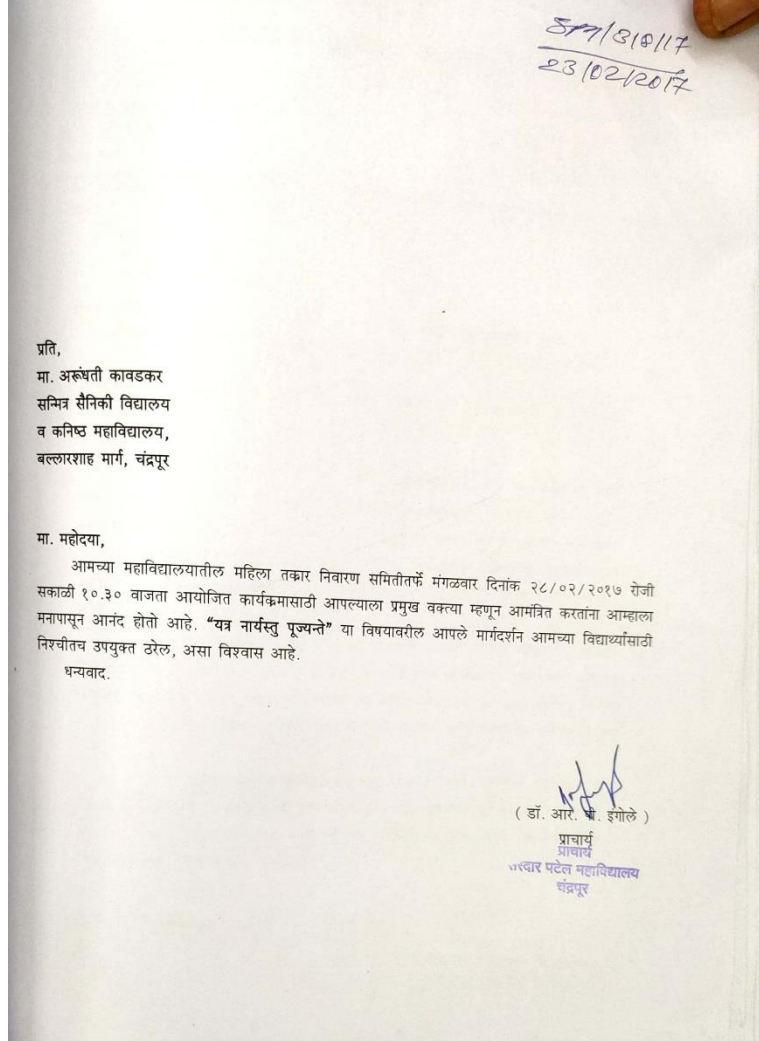 SPM/818/17
23/02/2017
प्रति,
मा. अरूंधती कावडकर
सन्मित्र सैनिकी विद्यालय
व कनिष्ठ महाविद्यालय,
बल्लारशाह मार्ग, चंद्रपूर
मा. महोदया,
आमच्या महाविद्यालयातील महिला तक्रार निवारण समितीतर्फे मंगळवार दिनांक २८/०२/२०१७ रोजी
सकाळी १०.३० वाजता आयोजित कार्यक्रमासाठी आपल्याला प्रमुख वक्त्या म्हणून आमंत्रित करतांना आम्हाला
मनापासून आनंद होतो आहे. “यत्र नार्यस्तु पूज्यन्ते” या विषयावरील आपले मार्गदर्शन आमच्या विद्यार्थ्यांसाठी
निश्चीतच उपयुक्त ठरेल, असा विश्वास आहे.
धन्यवाद.
( डॉ. आर. पी. इंगोले )
प्राचार्य
प्राचार्य
सरदार पटेल महाविद्यालय
चंद्रपूर